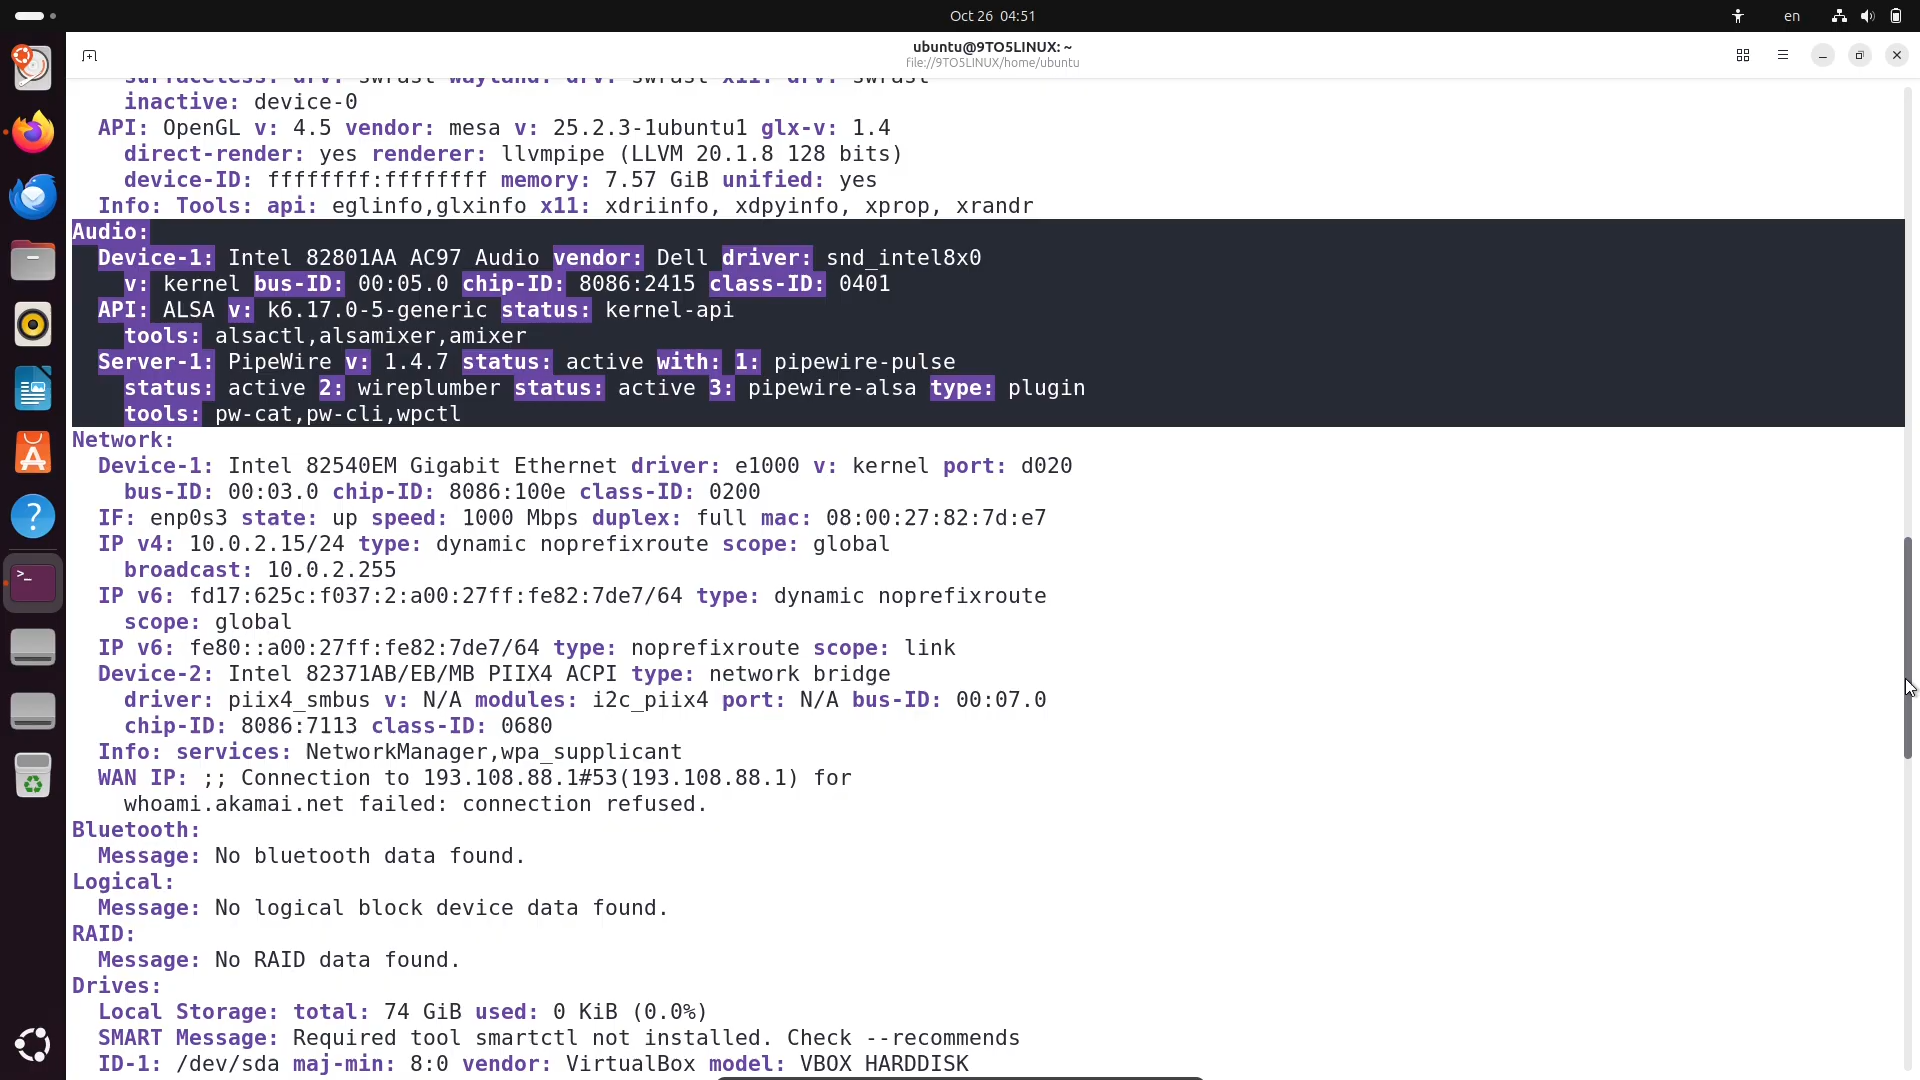 Oct 26 04:51
en
ubuntu@9TO5LINUX: ~
file://9TO5LINUX/home/ubuntu
surfaceless: drv: swrast wayland: drv: swrast x11: drv: swrast
inactive: device-0
API: OpenGL v: 4.5 vendor: mesa v: 25.2.3-1ubuntu1 glx-v: 1.4
direct-render: yes renderer: llvmpipe (LLVM 20.1.8 128 bits)
device-ID: ffffffff:ffffffff memory: 7.57 GiB unified: yes
Info: Tools: api: eglinfo,glxinfo x11: xdriinfo, xdpyinfo, xprop, xrandr
Audio:
Device-1: Intel 82801AA AC97 Audio vendor: Dell driver: snd_intel8x0
v: kernel bus-ID: 00:05.0 chip-ID: 8086:2415 class-ID: 0401
API: ALSA v: k6.17.0-5-generic status: kernel-api
tools: alsactl,alsamixer,amixer
Server-1: PipeWire v: 1.4.7 status: active with: 1: pipewire-pulse
status: active 2: wireplumber status: active 3: pipewire-alsa type: plugin
tools: pw-cat,pw-cli,wpctl
Network:
Device-1: Intel 82540EM Gigabit Ethernet driver: e1000 v: kernel port: d020
bus-ID: 00:03.0 chip-ID: 8086:100e class-ID: 0200
IF: enp0s3 state: up speed: 1000 Mbps duplex: full mac: 08:00:27:82:7d:e7
IP v4: 10.0.2.15/24 type: dynamic noprefixroute scope: global
broadcast: 10.0.2.255
IP v6: fd17:625c:f037:2:a00:27ff:fe82:7de7/64 type: dynamic noprefixroute
scope: global
IP v6: fe80::a00:27ff:fe82:7de7/64 type: noprefixroute scope: link
Device-2: Intel 82371AB/EB/MB PIIX4 ACPI type: network bridge
driver: piix4_smbus v: N/A modules: i2c_piix4 port: N/A bus-ID: 00:07.0
chip-ID: 8086:7113 class-ID: 0680
Info: services: NetworkManager,wpa_supplicant
WAN IP: ;; Connection to 193.108.88.1#53(193.108.88.1) for
whoami.akamai.net failed: connection refused.
Bluetooth:
Message: No bluetooth data found.
Logical:
Message: No logical block device data found.
RAID:
Message: No RAID data found.
Drives:
Local Storage: total: 74 GiB used: 0 KiB (0.0%)
SMART Message: Required tool smartctl not installed. Check --recommends
ID-1: /dev/sda maj-min: 8:0 vendor: VirtualBox model: VBOX HARDDISK